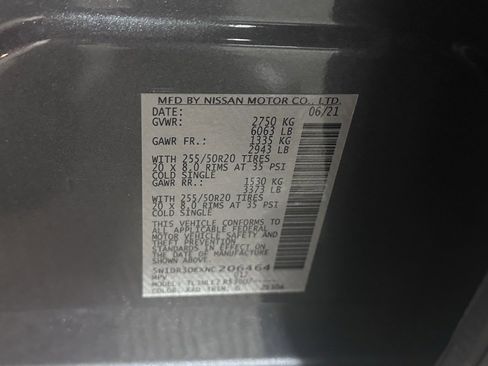 MFD BY NISSAN MOTOR CO., LTD.
DATE: 06/21
GVWR: 2750 KG
6063 LB
GAWR FR.: 1335 KG
2943 LB
WITH 255/50R20 TIRES
20 x 8.0 RIMS AT 35 PSI
COLD SINGLE
GAWR RR.: 1530 KG
3373 LB
WITH 255/50R20 TIRES
20 x 8.0 RIMS AT 35 PSI
COLD SINGLE
THIS VEHICLE CONFORMS TO
ALL APPLICABLE FEDERAL
MOTOR VEHICLE SAFETY AND
THEFT PREVENTION
STANDARDS IN EFFECT ON
THE DATE OF MANUFACTURE
SHOWN ABOVE.
206464
MPV
MODEL:
COLOR: TRIM: